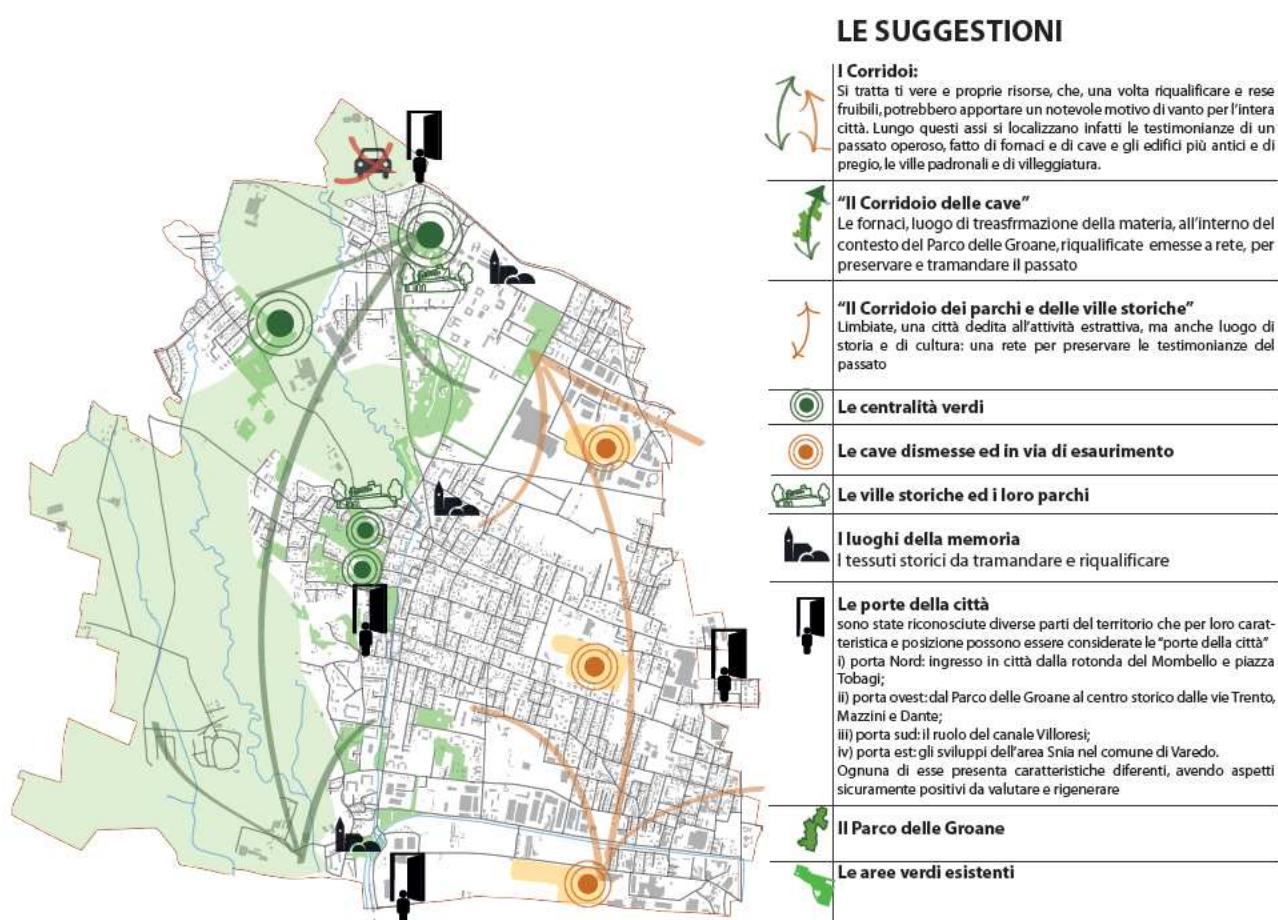 LE SUGGESTIONI
I Corridoi:
Si tratta ti vere e proprie risorse, che, una volta riqualificare e rese
fruibili, potrebbero apportare un notevole motivo di vanto per l'intera
città. Lungo questi assi si localizzano infatti le testimonianze di un
passato operoso, fatto di fornaci e di cave e gli edifici più antici e di
pregio, le ville padronali e di villeggiatura.
"Il Corridoio delle cave"
Le fornaci, luogo di treasfrmazione della materia, all'interno del
contesto del Parco delle Groane, riqualificate emesse a rete, per
preservare e tramandare il passato
"Il Corridoio dei parchi e delle ville storiche"
Limbiate, una città dedita all'attività estrattiva, ma anche luogo di
storia e di cultura: una rete per preservare le testimonianze del
passato
Le centralità verdi
Le cave dismesse ed in via di esaurimento
Le ville storiche ed i loro parchi
I luoghi della memoria
I tessuti storici da tramandare e riqualificare
Le porte della città
sono state riconosciute diverse parti del territorio che per loro carat-
teristica e posizione possono essere considerate le "porte della città"
i) porta Nord: ingresso in città dalla rotonda del Mombello e piazza
Tobagi;
ii) porta ovest: dal Parco delle Groane al centro storico dalle vie Trento,
Mazzini e Dante;
iii) porta sud: il ruolo del canale Villoresi;
iv) porta est: gli sviluppi dell'area Snia nel comune di Varedo.
Ognuna di esse presenta caratteristiche differenti, avendo aspetti
sicuramente positivi da valutare e rigenerare
Il Parco delle Groane
Le aree verdi esistenti